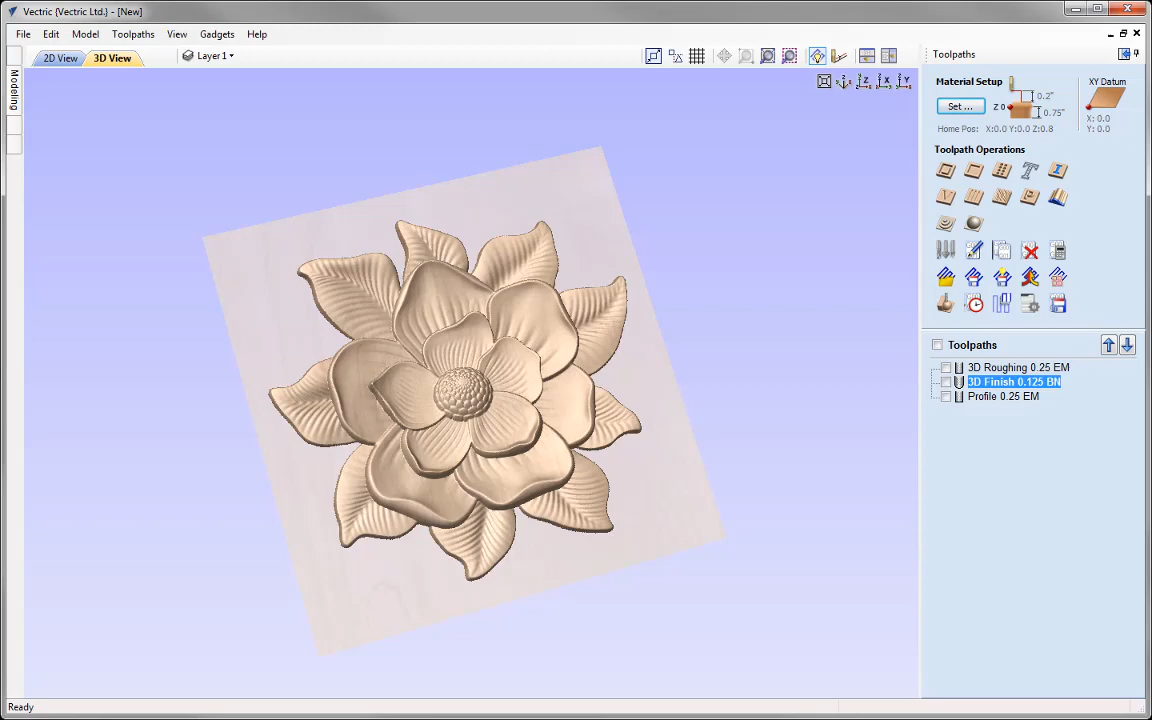 Vectric {Vectric Ltd.} - [New]
File Edit Model Toolpaths View Gadgets Help
2D View 3D View Layer 1
Modeling
Z X Y
Toolpaths
Material Setup
Set ...
Z 0
0.2"
0.75"
Home Pos: X:0.0 Y:0.0 Z:0.8
XY Datum
X: 0.0
Y: 0.0
Toolpath Operations
Toolpaths
3D Roughing 0.25 EM
3D Finish 0.125 BN
Profile 0.25 EM
Ready